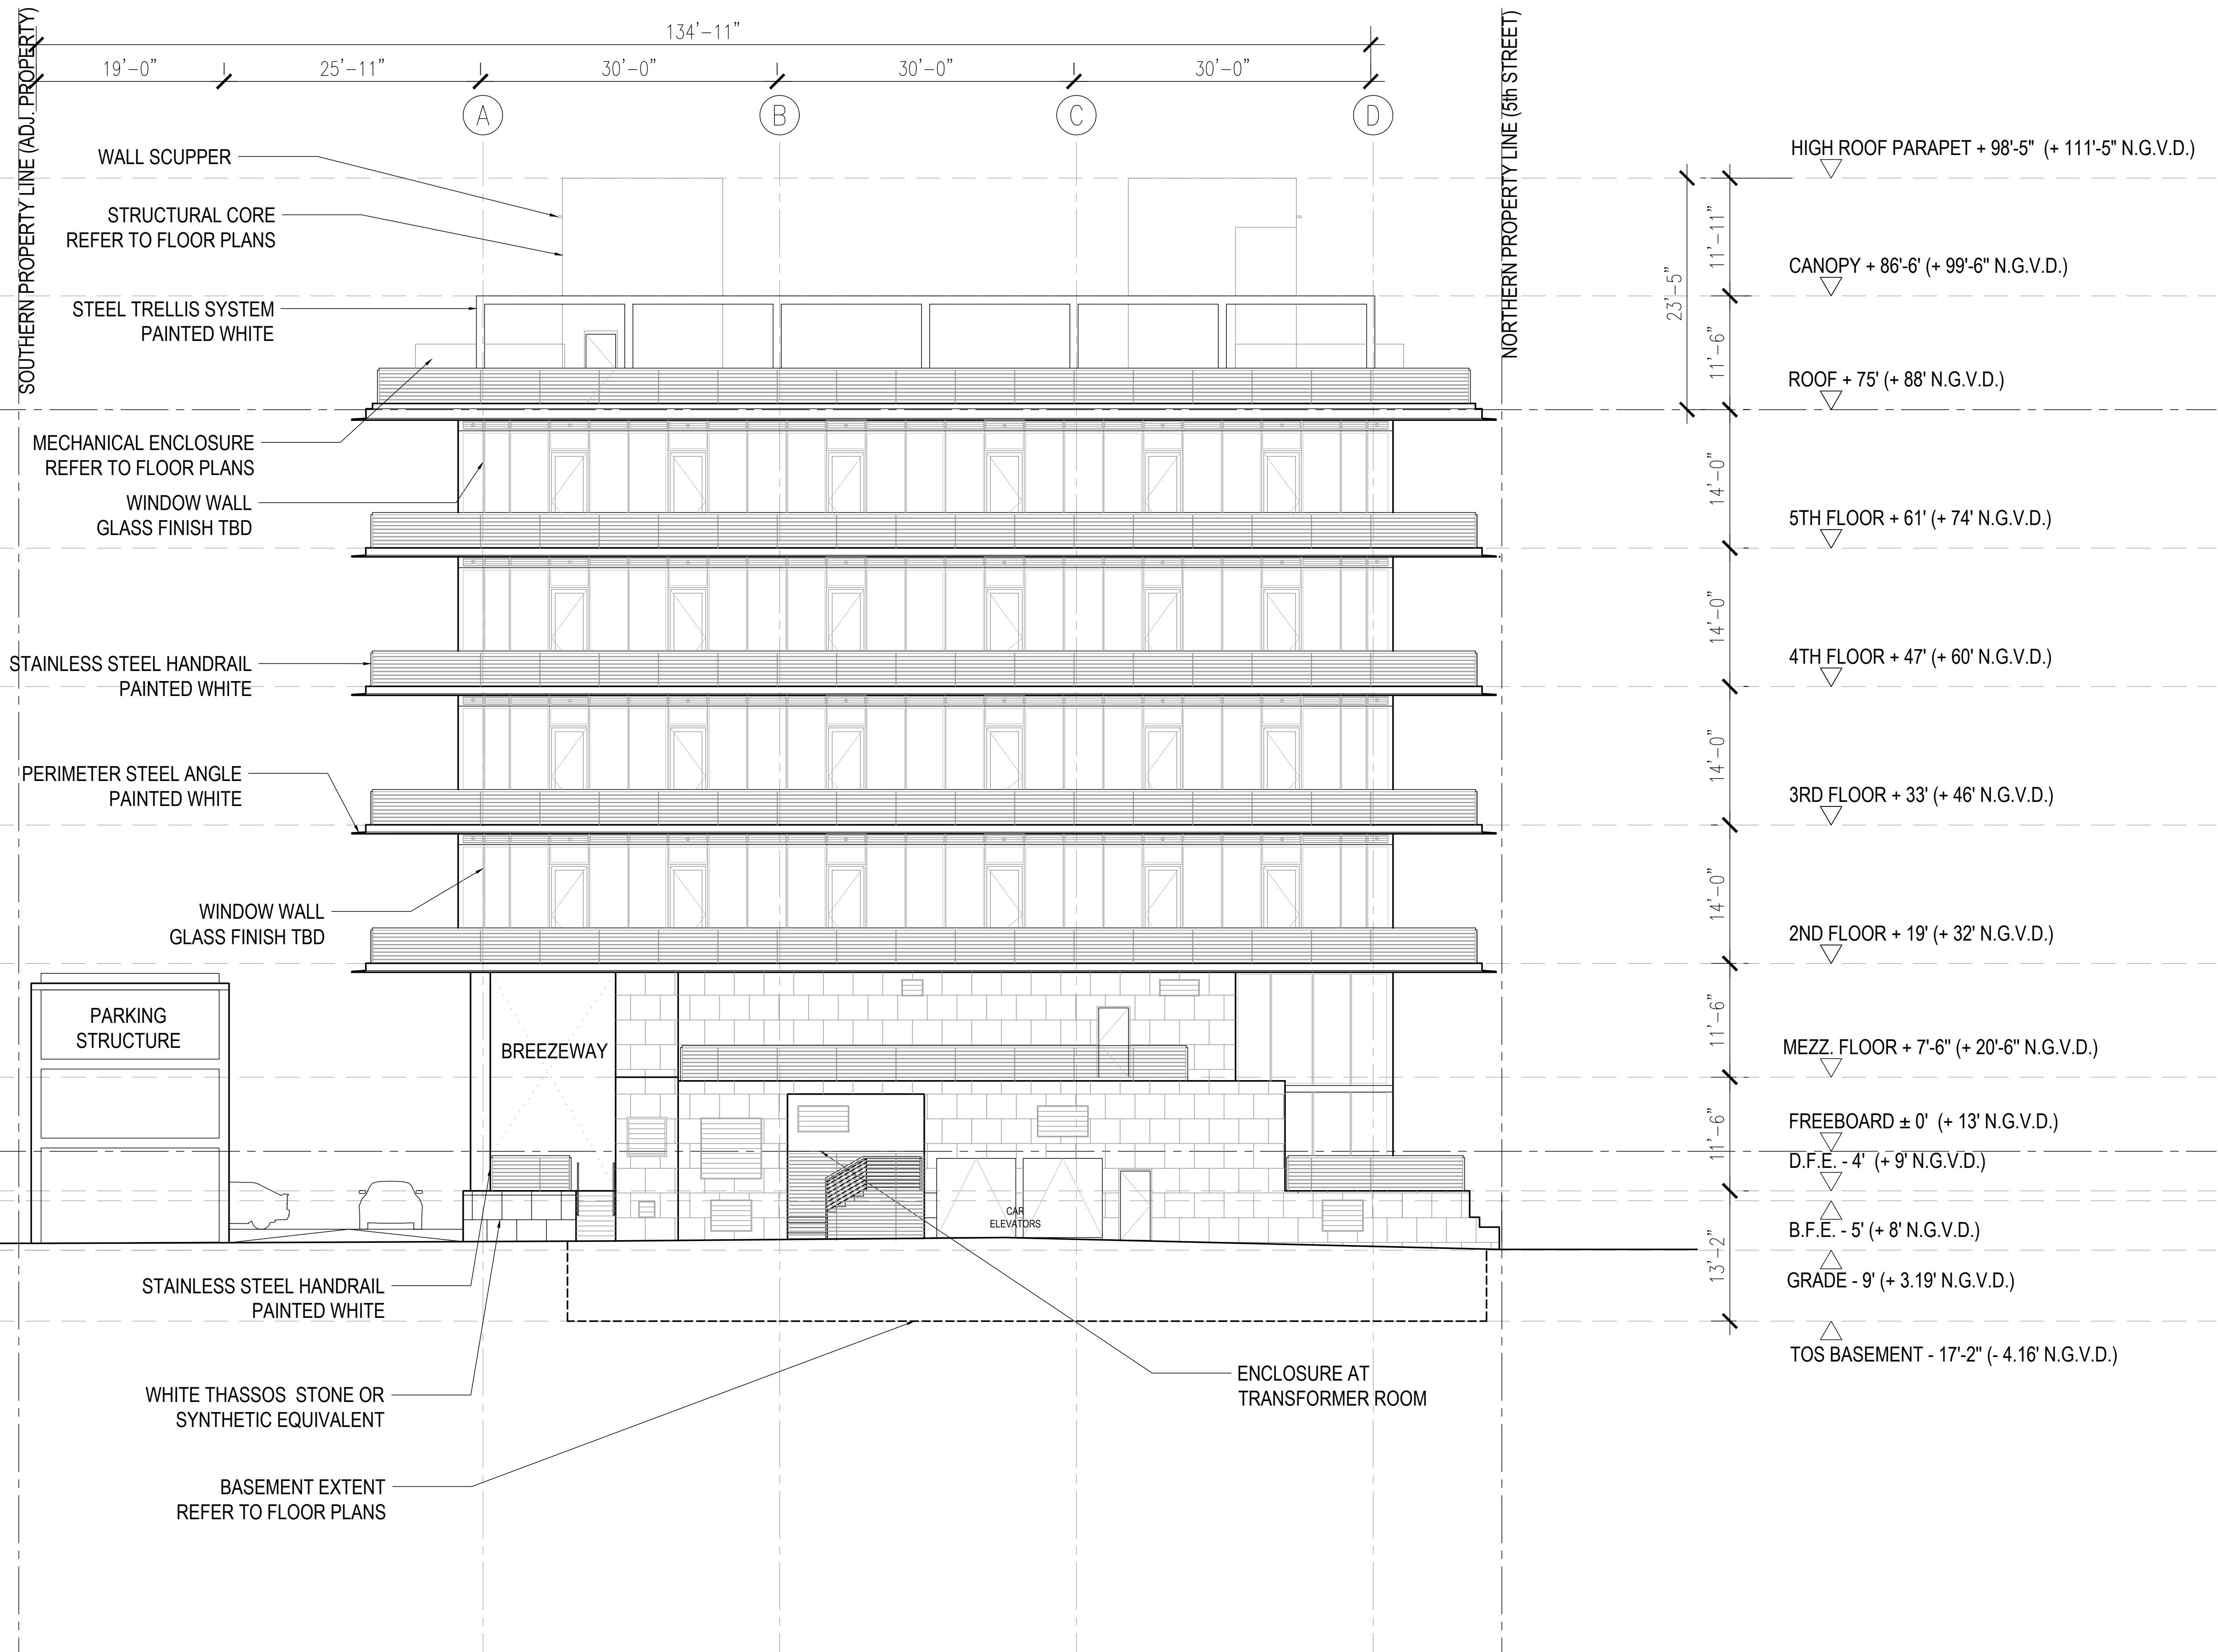 134'-11"
19'-0"
25'-11"
30'-0"
30'-0"
30'-0"
A
B
C
D
SOUTHERN PROPERTY LINE (ADJ. PROPERTY)
NORTHERN PROPERTY LINE (5th STREET)
WALL SCUPPER
STRUCTURAL CORE
REFER TO FLOOR PLANS
STEEL TRELLIS SYSTEM
PAINTED WHITE
MECHANICAL ENCLOSURE
REFER TO FLOOR PLANS
WINDOW WALL
GLASS FINISH TBD
STAINLESS STEEL HANDRAIL
PAINTED WHITE
PERIMETER STEEL ANGLE
PAINTED WHITE
WINDOW WALL
GLASS FINISH TBD
PARKING
STRUCTURE
BREEZEWAY
CAR
ELEVATORS
STAINLESS STEEL HANDRAIL
PAINTED WHITE
WHITE THASSOS STONE OR
SYNTHETIC EQUIVALENT
BASEMENT EXTENT
REFER TO FLOOR PLANS
ENCLOSURE AT
TRANSFORMER ROOM
23'-5"
11'-11"
11'-6"
14'-0"
14'-0"
14'-0"
14'-0"
11'-6"
11'-6"
13'-2"
HIGH ROOF PARAPET + 98'-5" (+ 111'-5" N.G.V.D.)
CANOPY + 86'-6' (+ 99'-6" N.G.V.D.)
ROOF + 75' (+ 88' N.G.V.D.)
5TH FLOOR + 61' (+ 74' N.G.V.D.)
4TH FLOOR + 47' (+ 60' N.G.V.D.)
3RD FLOOR + 33' (+ 46' N.G.V.D.)
2ND FLOOR + 19' (+ 32' N.G.V.D.)
MEZZ. FLOOR + 7'-6" (+ 20'-6" N.G.V.D.)
FREEBOARD ± 0' (+ 13' N.G.V.D.)
D.F.E. - 4' (+ 9' N.G.V.D.)
B.F.E. - 5' (+ 8' N.G.V.D.)
GRADE - 9' (+ 3.19' N.G.V.D.)
TOS BASEMENT - 17'-2" (- 4.16' N.G.V.D.)